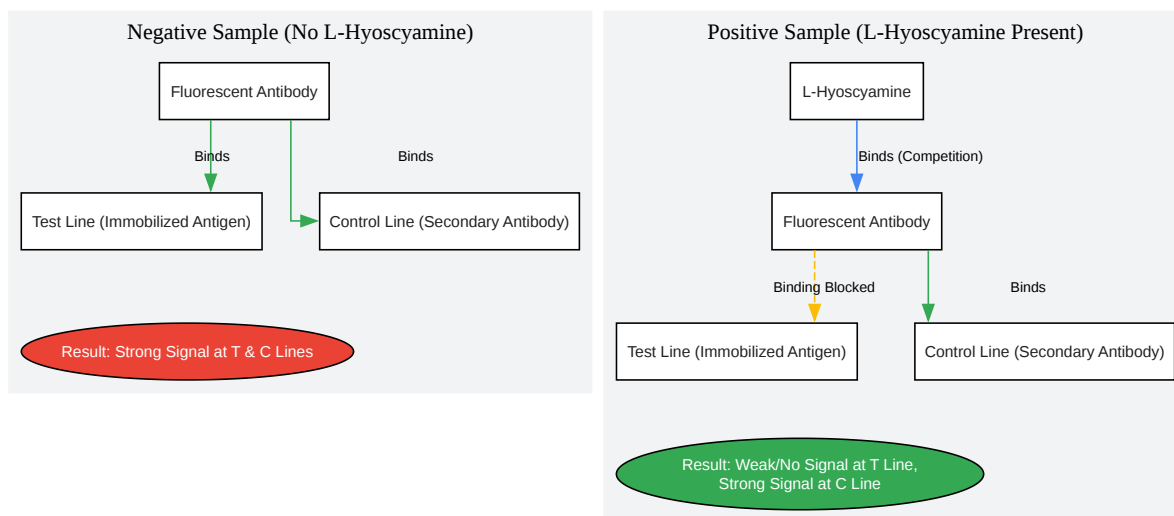 Negative Sample (No L-Hyoscyamine)
Fluorescent Antibody
Binds
Binds
Test Line (Immobilized Antigen)
Control Line (Secondary Antibody)
Result: Strong Signal at T & C Lines
Positive Sample (L-Hyoscyamine Present)
L-Hyoscyamine
Binds (Competition)
Fluorescent Antibody
Binding Blocked
Binds
Test Line (Immobilized Antigen)
Control Line (Secondary Antibody)
Result: Weak/No Signal at T Line,
Strong Signal at C Line